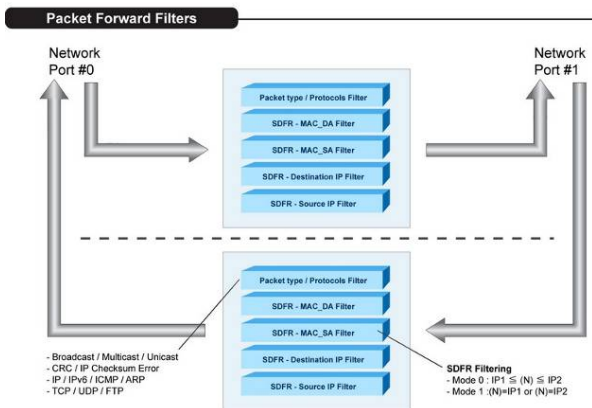 Packet Forward Filters
Network
Port #0
Network
Port #1
Packet type / Protocols Filter
SDFR - MAC_DA Filter
SDFR - MAC_SA Filter
SDFR - Destination IP Filter
SDFR - Source IP Filter
Packet type / Protocols Filter
SDFR - MAC_DA Filter
SDFR - MAC_SA Filter
SDFR - Destination IP Filter
SDFR - Source IP Filter
- Broadcast / Multicast / Unicast
- CRC / IP Checksum Error
- IP / IPv6 / ICMP / ARP
- TCP / UDP / FTP
SDFR Filtering
- Mode 0 : IP1 ≦ (N) ≦ IP2
- Mode 1 :(N)=IP1 or (N)=IP2